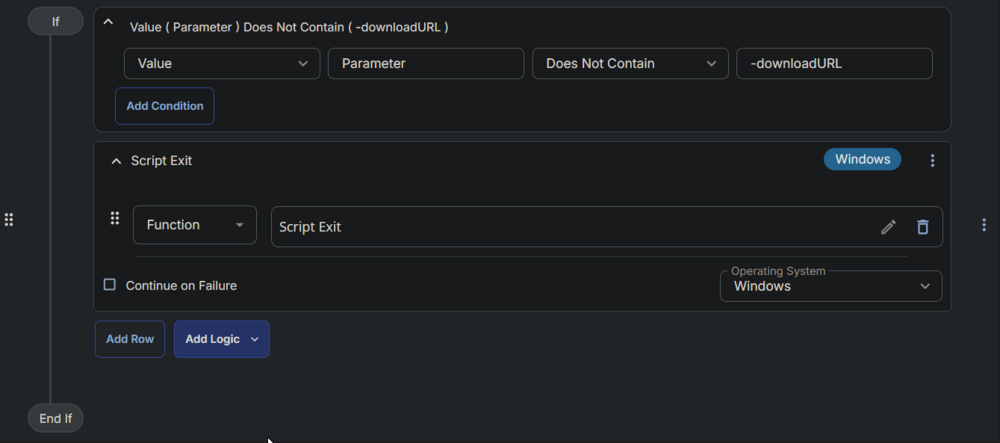 If
Value ( Parameter ) Does Not Contain ( -downloadURL )
Value Parameter Does Not Contain -downloadURL
Add Condition
Script Exit Windows
Function Script Exit
Continue on Failure
Operating System
Windows
Add Row Add Logic
End If